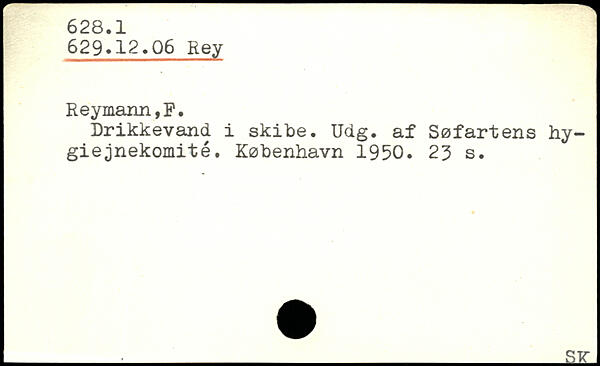 628.1
629.12.06 Rey
Reymann,F.
Drikkevand i skibe. Udg. af Søfartens hy-
giejnekomité. København 1950. 23 s.
SK